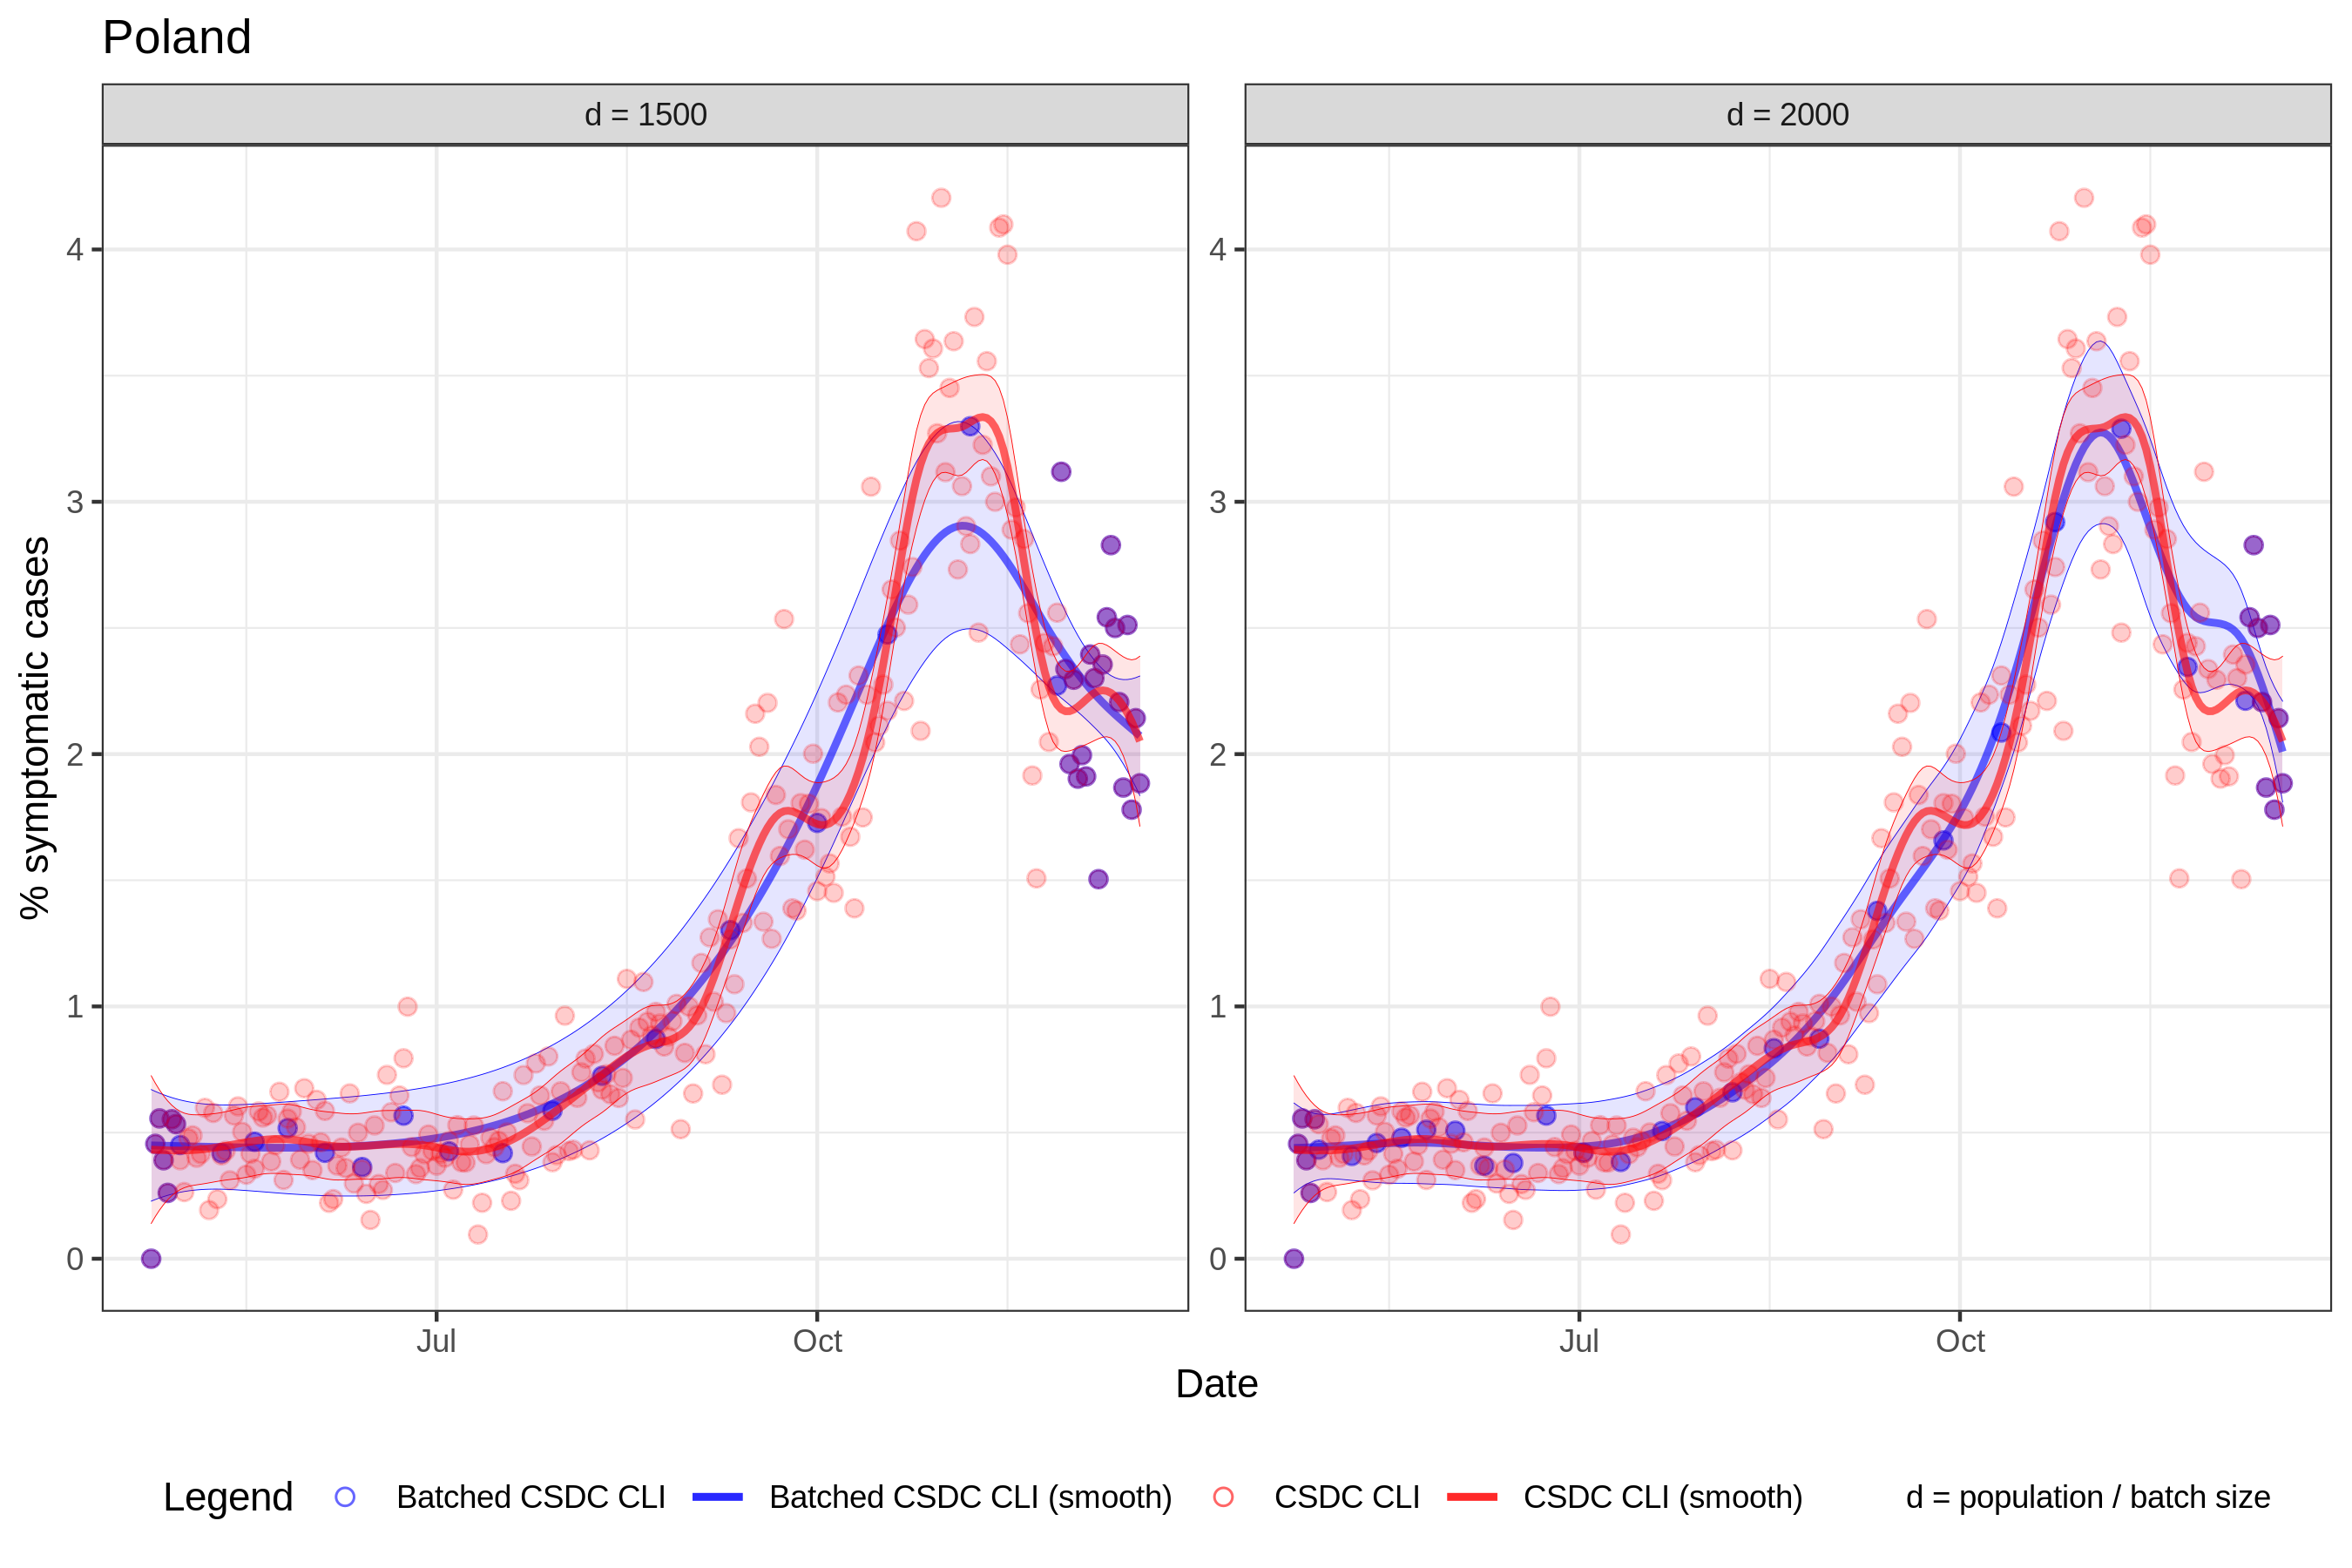 Poland
d = 1500
d = 2000
% symptomatic cases
4
3
2
1
0
4
3
2
1
0
Jul
Oct
Jul
Oct
Date
Legend
Batched CSDC CLI
Batched CSDC CLI (smooth)
CSDC CLI
CSDC CLI (smooth)
d = population / batch size